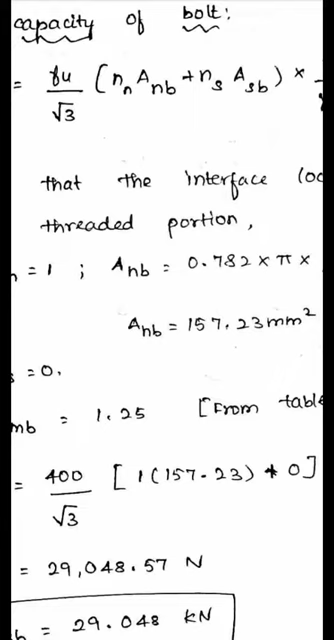 capacity of bolt:
= fu/√3 (nn Anb + ns Asb) ×
that the interface
threaded portion,
= 1 ; Anb = 0.782 × π ×
Anb = 157.23 mm²
= 0.
mb = 1.25 [From table
= 400/√3 [1(157.23) + 0]
= 29,048.57 N
= 29.048 kN